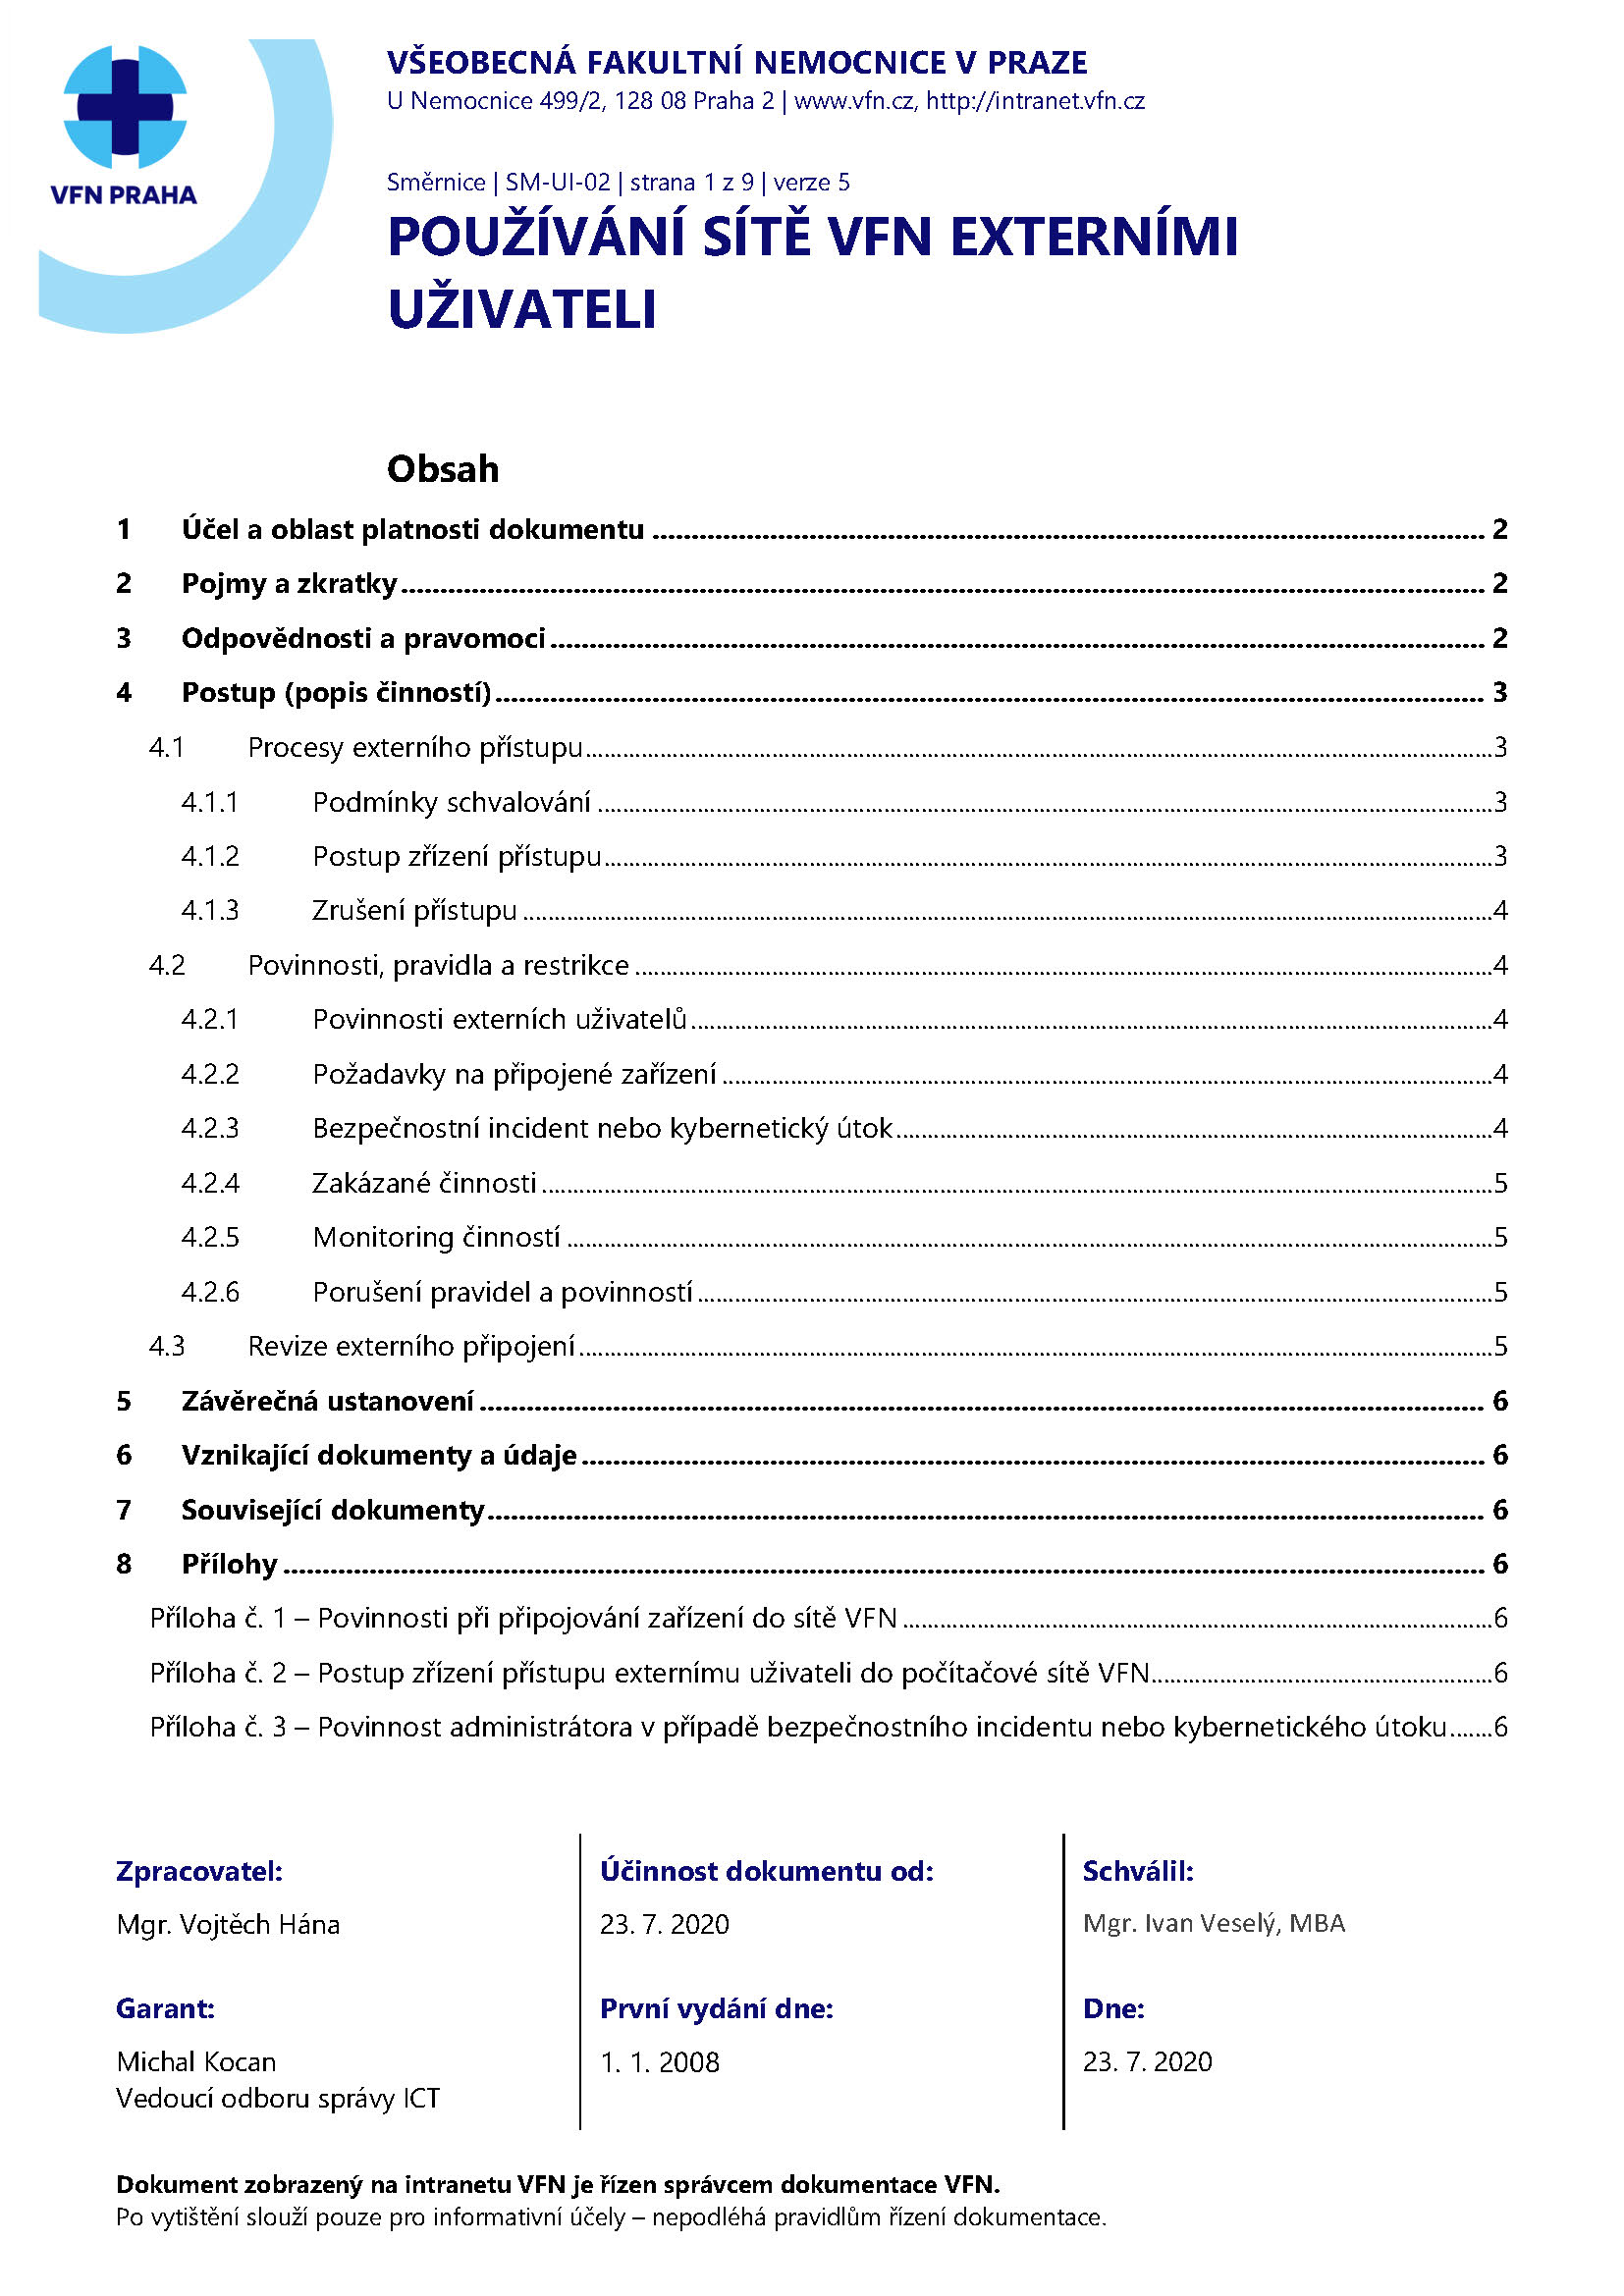 VFN PRAHA
VŠEOBECNÁ FAKULTNÍ NEMOCNICE V PRAZE
U Nemocnice 499/2, 128 08 Praha 2 | www.vfn.cz, http://intranet.vfn.cz
Směrnice | SM-UI-02 | strana 1 z 9 | verze 5
POUŽÍVÁNÍ SÍTĚ VFN EXTERNÍMI
UŽIVATELI
Obsah
1 Účel a oblast platnosti dokumentu 2
2 Pojmy a zkratky 2
3 Odpovědnosti a pravomoci 2
4 Postup (popis činností) 3
4.1 Procesy externího přístupu 3
4.1.1 Podmínky schvalování 3
4.1.2 Postup zřízení přístupu 3
4.1.3 Zrušení přístupu 4
4.2 Povinnosti, pravidla a restrikce 4
4.2.1 Povinnosti externích uživatelů 4
4.2.2 Požadavky na připojené zařízení 4
4.2.3 Bezpečnostní incident nebo kybernetický útok 4
4.2.4 Zakázané činnosti 5
4.2.5 Monitoring činností 5
4.2.6 Porušení pravidel a povinností 5
4.3 Revize externího připojení 5
5 Závěrečná ustanovení 6
6 Vznikající dokumenty a údaje 6
7 Související dokumenty 6
8 Přílohy 6
Příloha č. 1 – Povinnosti při připojování zařízení do sítě VFN 6
Příloha č. 2 – Postup zřízení přístupu externímu uživateli do počítačové sítě VFN 6
Příloha č. 3 – Povinnost administrátora v případě bezpečnostního incidentu nebo kybernetického útoku 6
Zpracovatel:
Mgr. Vojtěch Hána
Garant:
Michal Kocan
Vedoucí odboru správy ICT
Účinnost dokumentu od:
23. 7. 2020
První vydání dne:
1. 1. 2008
Schválil:
Mgr. Ivan Veselý, MBA
Dne:
23. 7. 2020
Dokument zobrazený na intranetu VFN je řízen správcem dokumentace VFN.
Po vytištění slouží pouze pro informativní účely – nepodléhá pravidlům řízení dokumentace.